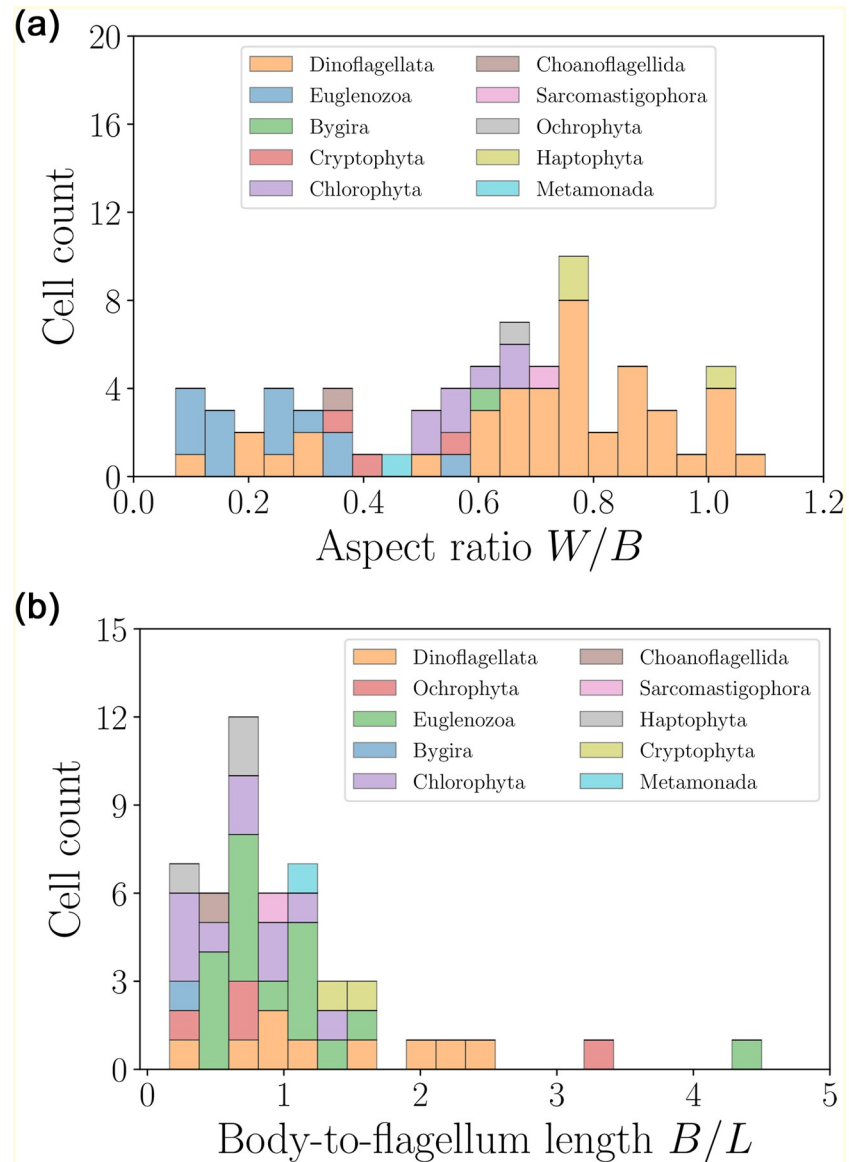 (a)
20
16
12
8
4
0
Cell count
Dinoflagellata
Euglenozoa
Bygira
Cryptophyta
Chlorophyta
Choanoflagellida
Sarcomastigophora
Ochrophyta
Haptophyta
Metamonada
0.0 0.2 0.4 0.6 0.8 1.0 1.2
Aspect ratio W/B
(b)
15
12
9
6
3
0
Cell count
Dinoflagellata
Ochrophyta
Euglenozoa
Bygira
Chlorophyta
Choanoflagellida
Sarcomastigophora
Haptophyta
Cryptophyta
Metamonada
0 1 2 3 4 5
Body-to-flagellum length B/L